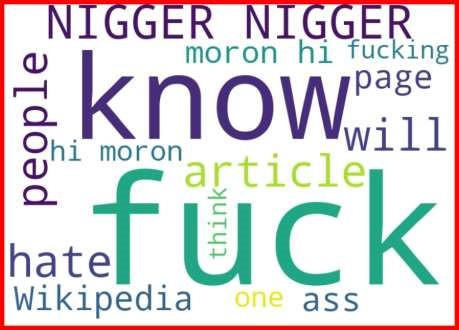 NIGGER NIGGER
moron hi fucking
know page
people will
hi moron article
fuck
think
hate
Wikipedia one ass